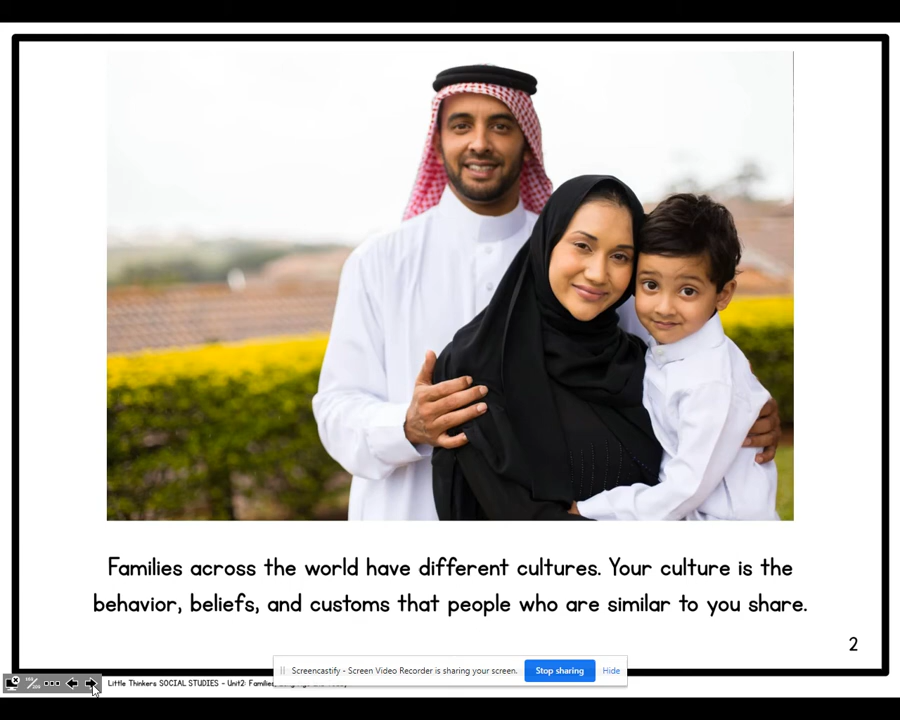 Families across the world have different cultures. Your culture is the
behavior, beliefs, and customs that people who are similar to you share.
2
Screencastify - Screen Video Recorder is sharing your screen.
Stop sharing
Hide
Little Thinkers SOCIAL STUDIES - Unit2: Families